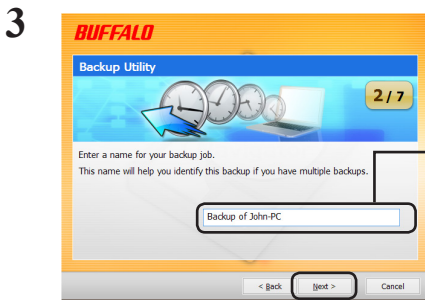 3
BUFFALO
Backup Utility
2 / 7
Enter a name for your backup job.
This name will help you identify this backup if you have multiple backups.
Backup of John-PC
< Back Next > Cancel